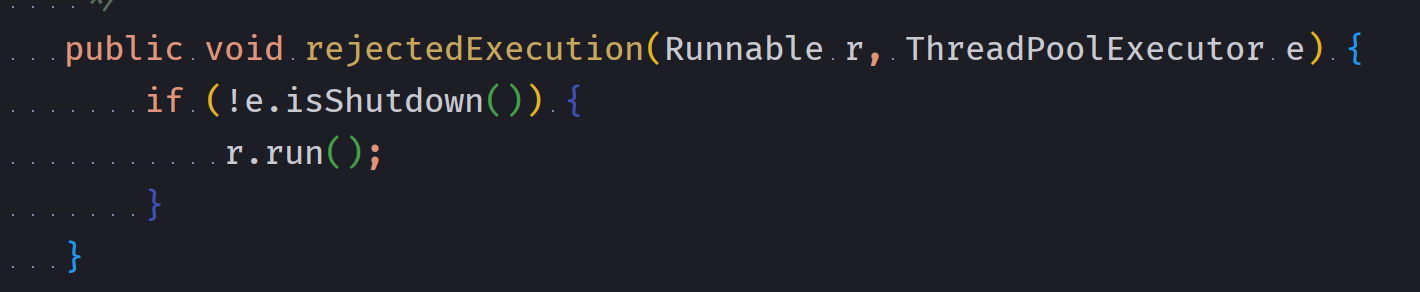 */
public void rejectedExecution(Runnable r, ThreadPoolExecutor e) {
if (!e.isShutdown()) {
r.run();
}
}